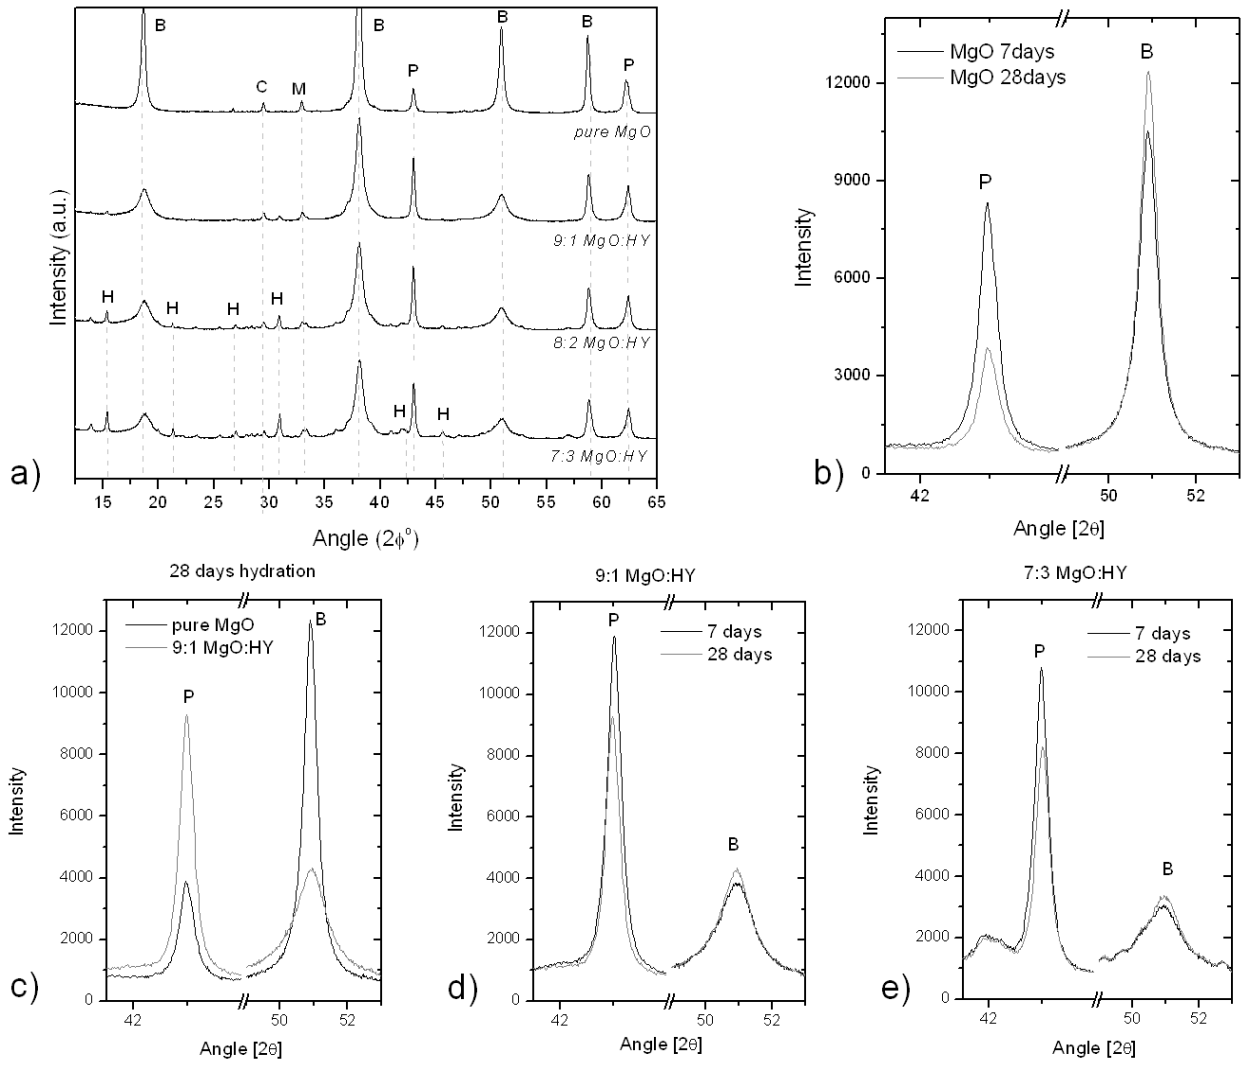 B
B
B
B
C
M
P
P
pure MgO
9:1 MgO:HY
H
H
H
H
8:2 MgO:HY
H
H
7:3 MgO:HY
Intensity (a.u.)
15 20 25 30 35 40 45 50 55 60 65
Angle (2ϕ°)
a)
MgO 7days
MgO 28days
B
P
12000
9000
6000
3000
0
Intensity
42 50 52
Angle [2θ]
b)
28 days hydration
pure MgO
9:1 MgO:HY
B
P
12000
10000
8000
6000
4000
2000
0
Intensity
42 50 52
Angle [2θ]
c)
9:1 MgO:HY
P
7 days
28 days
B
12000
10000
8000
6000
4000
2000
0
Intensity
42 50 52
Angle [2θ]
d)
7:3 MgO:HY
7 days
28 days
P
B
12000
10000
8000
6000
4000
2000
0
Intensity
42 50 52
Angle [2θ]
e)